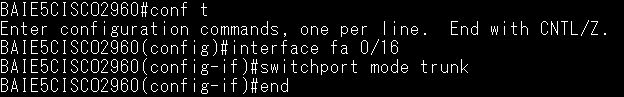 BAIE5CISCO2960#conf t
Enter configuration commands, one per line.  End with CNTL/Z.
BAIE5CISCO2960(config)#interface fa 0/16
BAIE5CISCO2960(config-if)#switchport mode trunk
BAIE5CISCO2960(config-if)#end